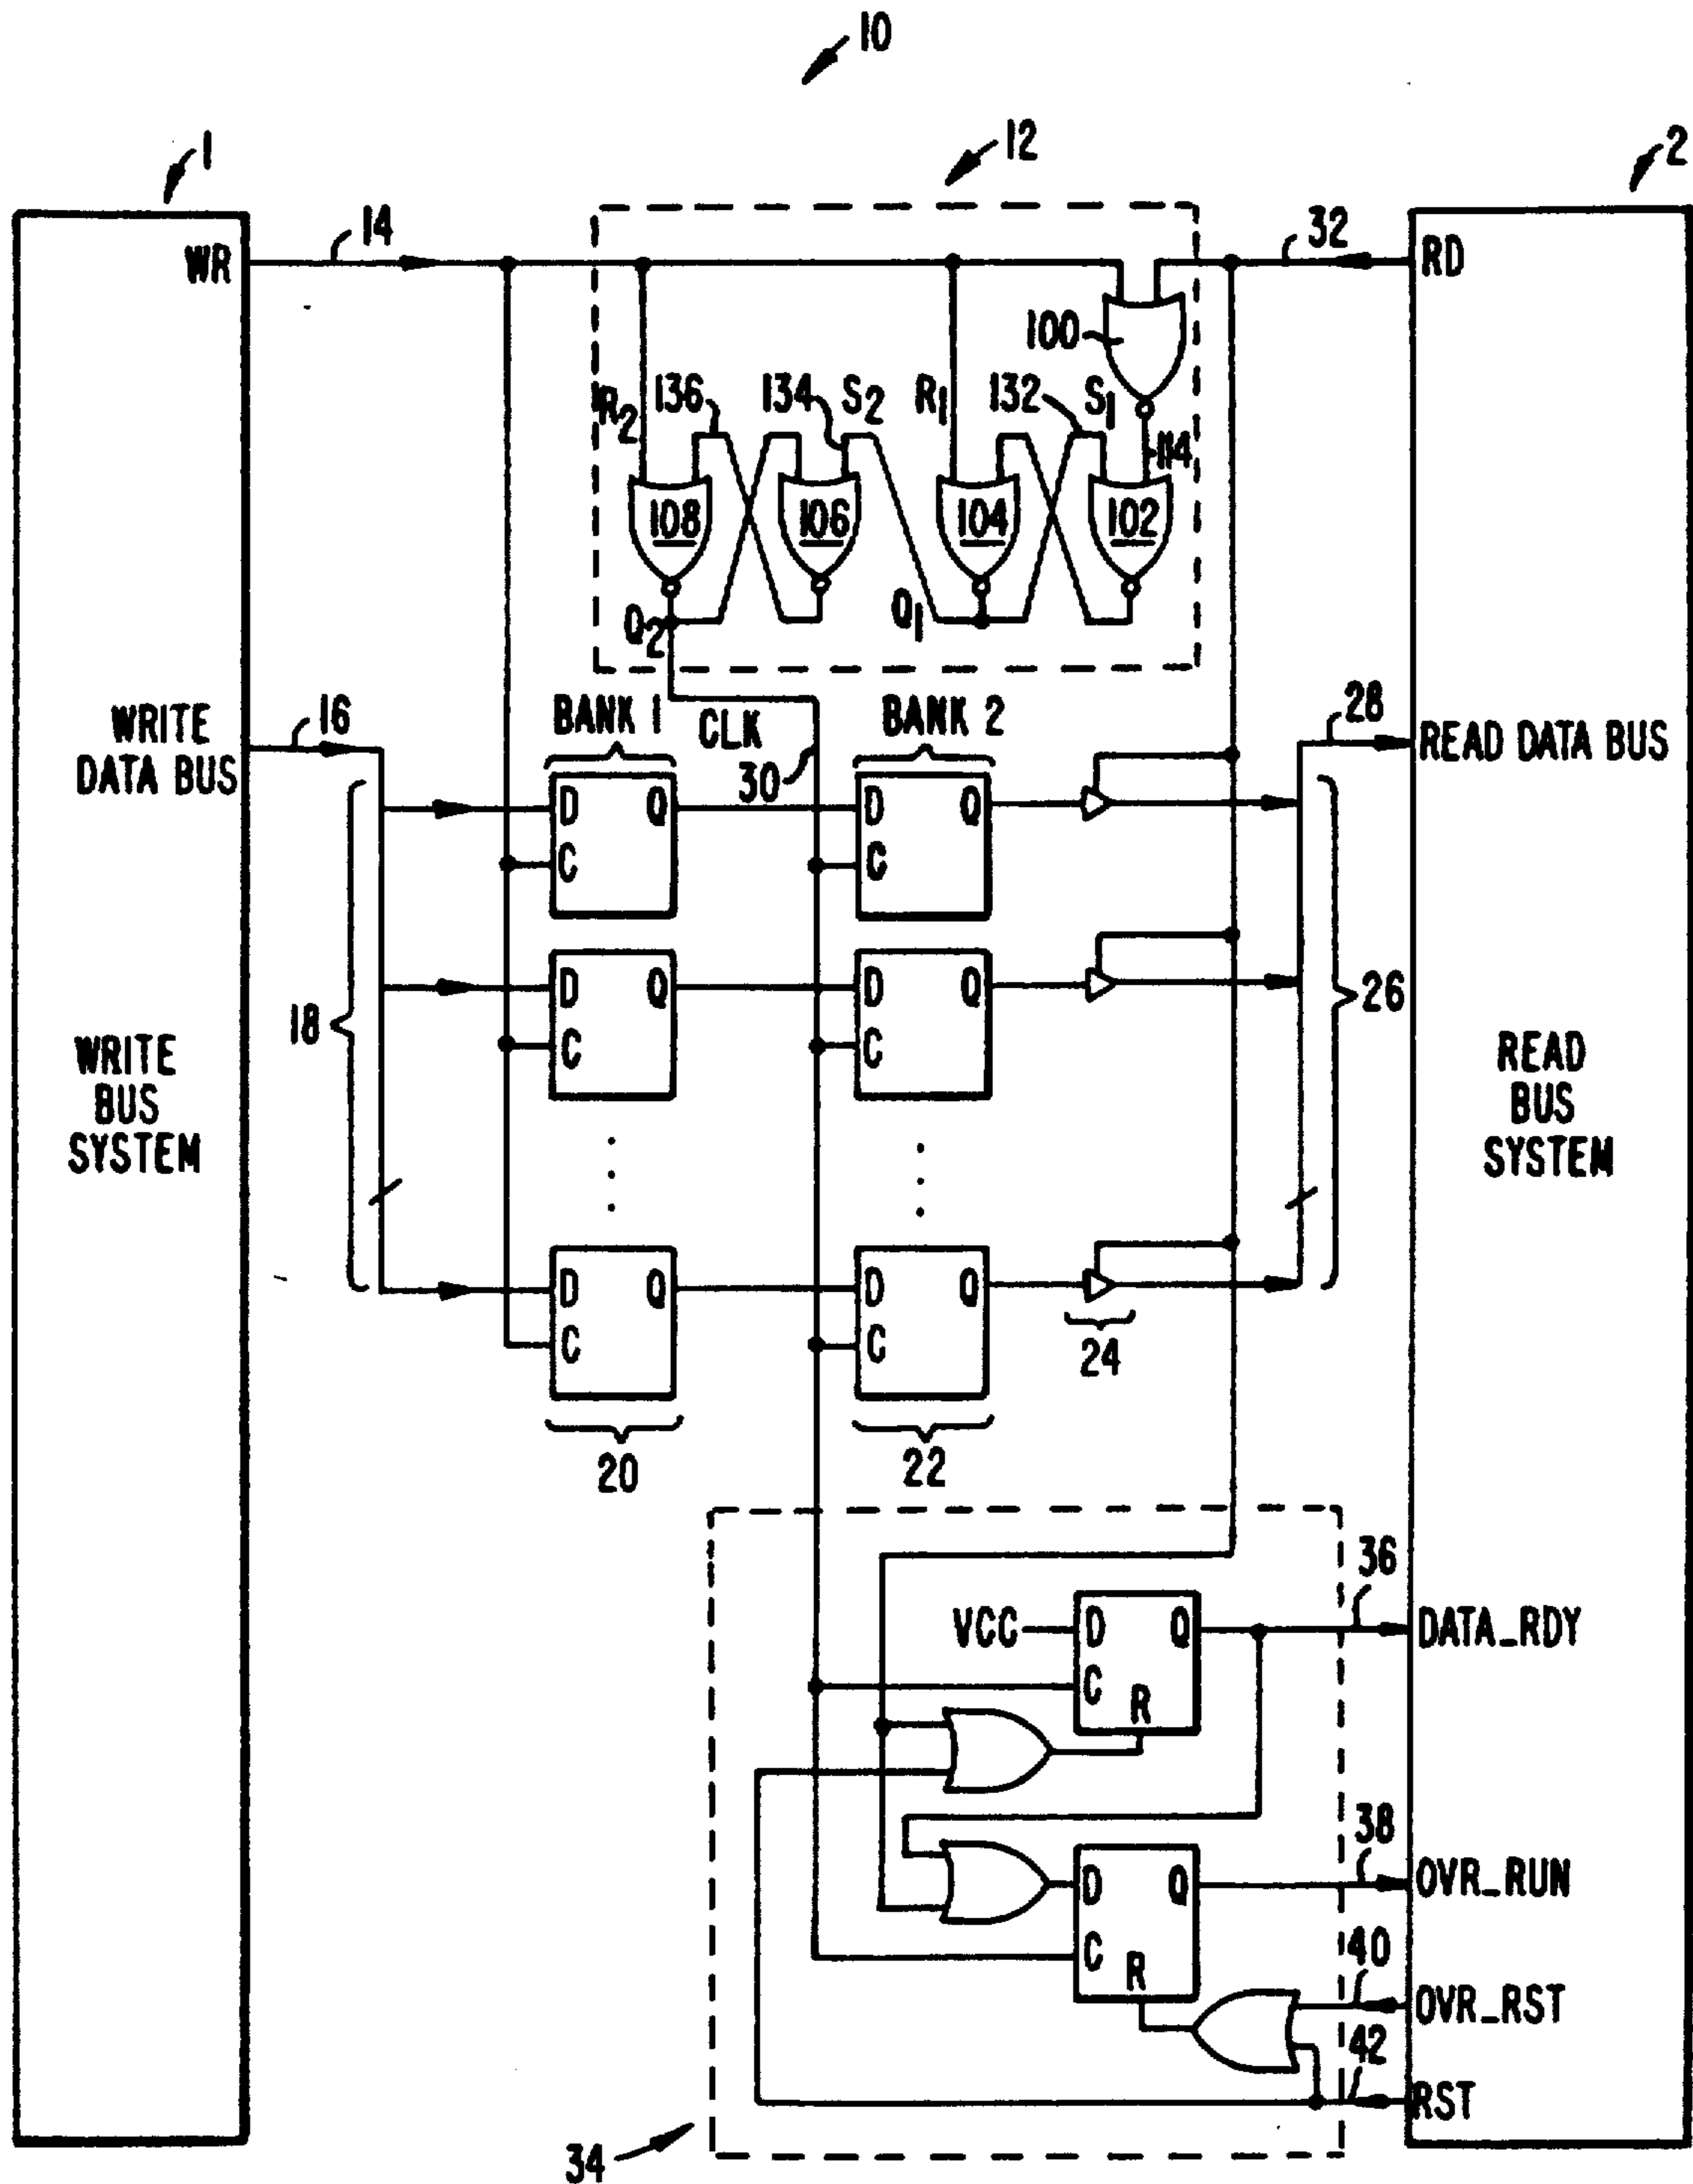 10
1
12
2
WR
14
32
RD
100
R2
136
134
S2
R1
132
S1
114
108
106
104
102
Q2
Q1
WRITE
DATA BUS
16
BANK 1
CLK
30
BANK 2
28
READ DATA BUS
D Q
C
D Q
C
D Q
C
D Q
C
18
26
WRITE
BUS
SYSTEM
READ
BUS
SYSTEM
D Q
C
D Q
C
24
20
22
36
VCC
D Q
C
R
DATA_RDY
38
D Q
C
R
OVR_RUN
40
OVR_RST
42
RST
34